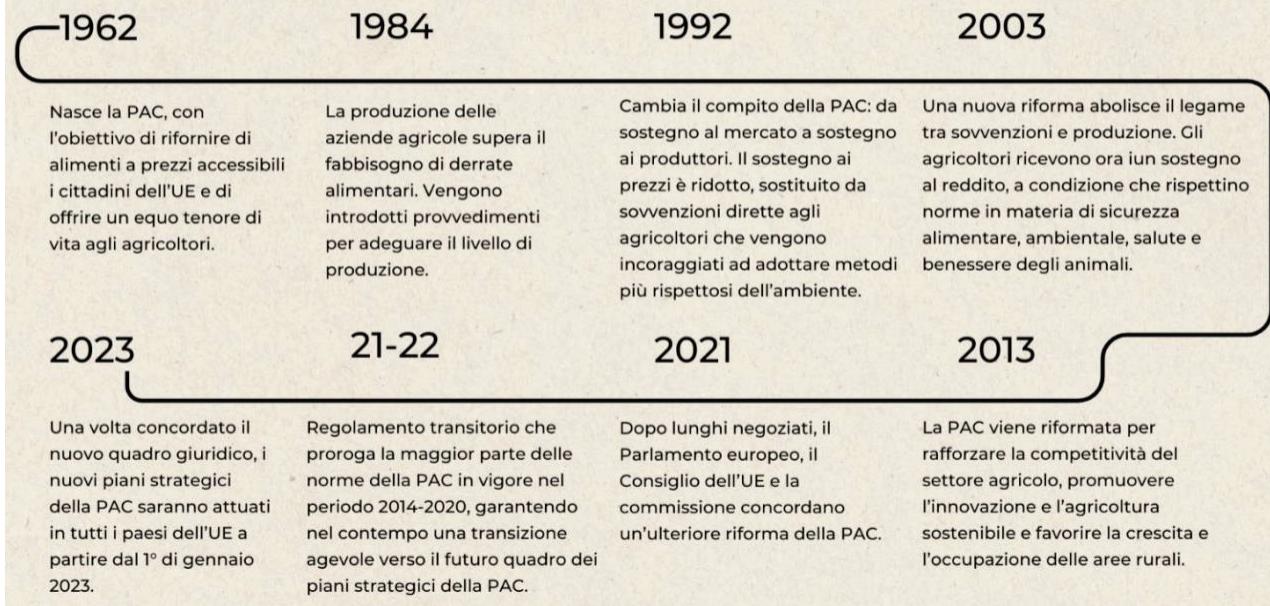 1962
Nasce la PAC, con
l'obiettivo di rifornire di
alimenti a prezzi accessibili
i cittadini dell'UE e di
offrire un equo tenore di
vita agli agricoltori.
1984
La produzione delle
aziende agricole supera il
fabbisogno di derrate
alimentari. Vengono
introdotti provvedimenti
per adeguare il livello di
produzione.
1992
Cambia il compito della PAC: da
sostegno al mercato a sostegno
ai produttori. Il sostegno ai
prezzi è ridotto, sostituito da
sovvenzioni dirette agli
agricoltori che vengono
incoraggiati ad adottare metodi
più rispettosi dell'ambiente.
2003
Una nuova riforma abolisce il legame
tra sovvenzioni e produzione. Gli
agricoltori ricevono ora iun sostegno
al reddito, a condizione che rispettino
norme in materia di sicurezza
alimentare, ambientale, salute e
benessere degli animali.
2013
La PAC viene riformata per
rafforzare la competitività del
settore agricolo, promuovere
l'innovazione e l'agricoltura
sostenibile e favorire la crescita e
l'occupazione delle aree rurali.
2021
Dopo lunghi negoziati, il
Parlamento europeo, il
Consiglio dell'UE e la
commissione concordano
un'ulteriore riforma della PAC.
21-22
Regolamento transitorio che
proroga la maggior parte delle
norme della PAC in vigore nel
periodo 2014-2020, garantendo
nel contempo una transizione
agevole verso il futuro quadro dei
piani strategici della PAC.
2023
Una volta concordato il
nuovo quadro giuridico, i
nuovi piani strategici
della PAC saranno attuati
in tutti i paesi dell'UE a
partire dal 1° di gennaio
2023.